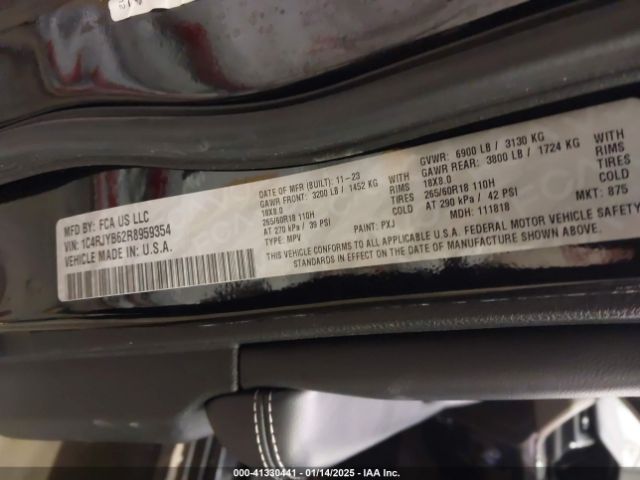 MFD BY: FCA US LLC
VIN: 1C4RJYB62R8959354
VEHICLE MADE IN: U.S.A.
DATE OF MFR (BUILT): 11-23
GAWR FRONT: 3200 LB / 1452 KG WITH
18X8.0 RIMS
265/60R18 110H TIRES
AT 270 kPa / 39 PSI COLD
TYPE: MPV PAINT: PXJ
GVWR: 6900 LB / 3130 KG
GAWR REAR: 3800 LB / 1724 KG WITH
18X8.0 RIMS
265/60R18 110H TIRES
AT 290 kPa / 42 PSI COLD
MDH: 111818 MKT: 875
THIS VEHICLE CONFORMS TO ALL APPLICABLE U.S.A. FEDERAL MOTOR VEHICLE SAFETY
STANDARDS IN EFFECT ON THE DATE OF MANUFACTURE SHOWN ABOVE
000-41330441 — 01/14/2025 — IAA Inc.